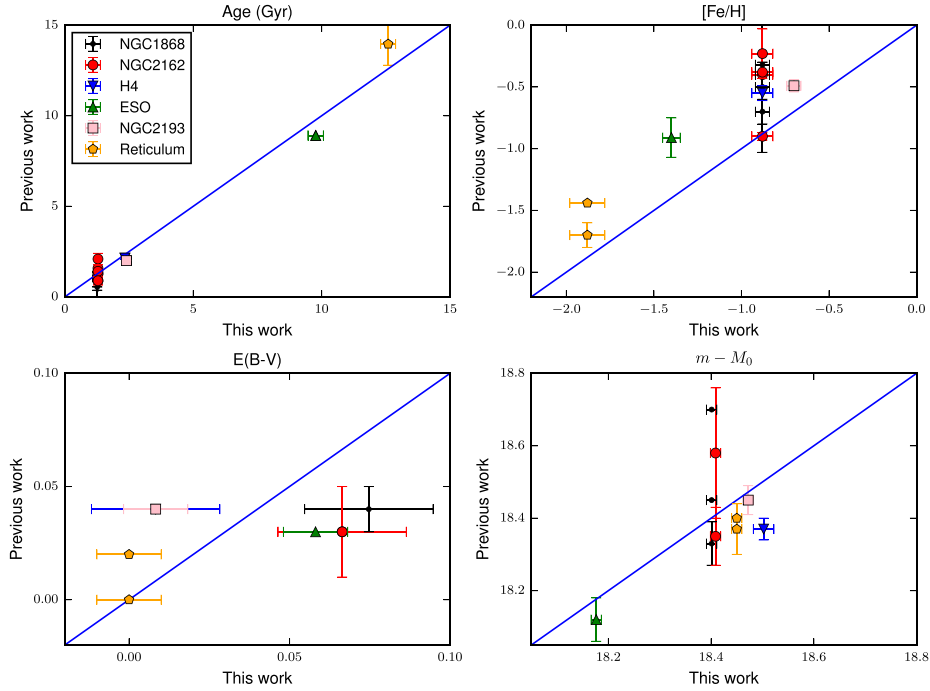 Age (Gyr)
15
10
5
0
0
5
10
15
Previous work
This work
NGC1868
NGC2162
H4
ESO
NGC2193
Reticulum
[Fe/H]
0.0
−0.5
−1.0
−1.5
−2.0
−2.0
−1.5
−1.0
−0.5
0.0
Previous work
This work
E(B-V)
0.10
0.05
0.00
0.00
0.05
0.10
Previous work
This work
m − M₀
18.8
18.6
18.4
18.2
18.2
18.4
18.6
18.8
Previous work
This work